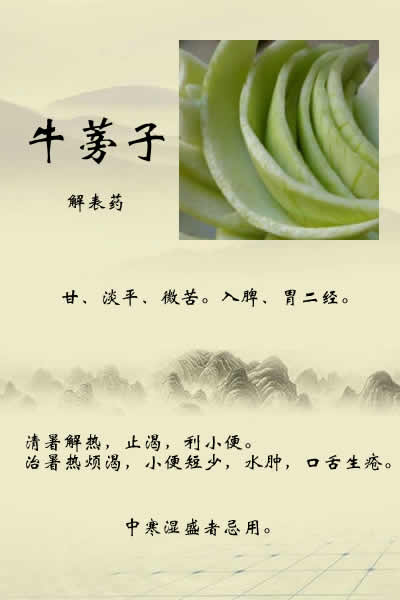 牛蒡子
解表药
甘、淡平、微苦。入脾、胃二经。
清暑解热，止渴，利小便。
治暑热烦渴，小便短少，水肿，口舌生疮。
中寒湿盛者忌用。